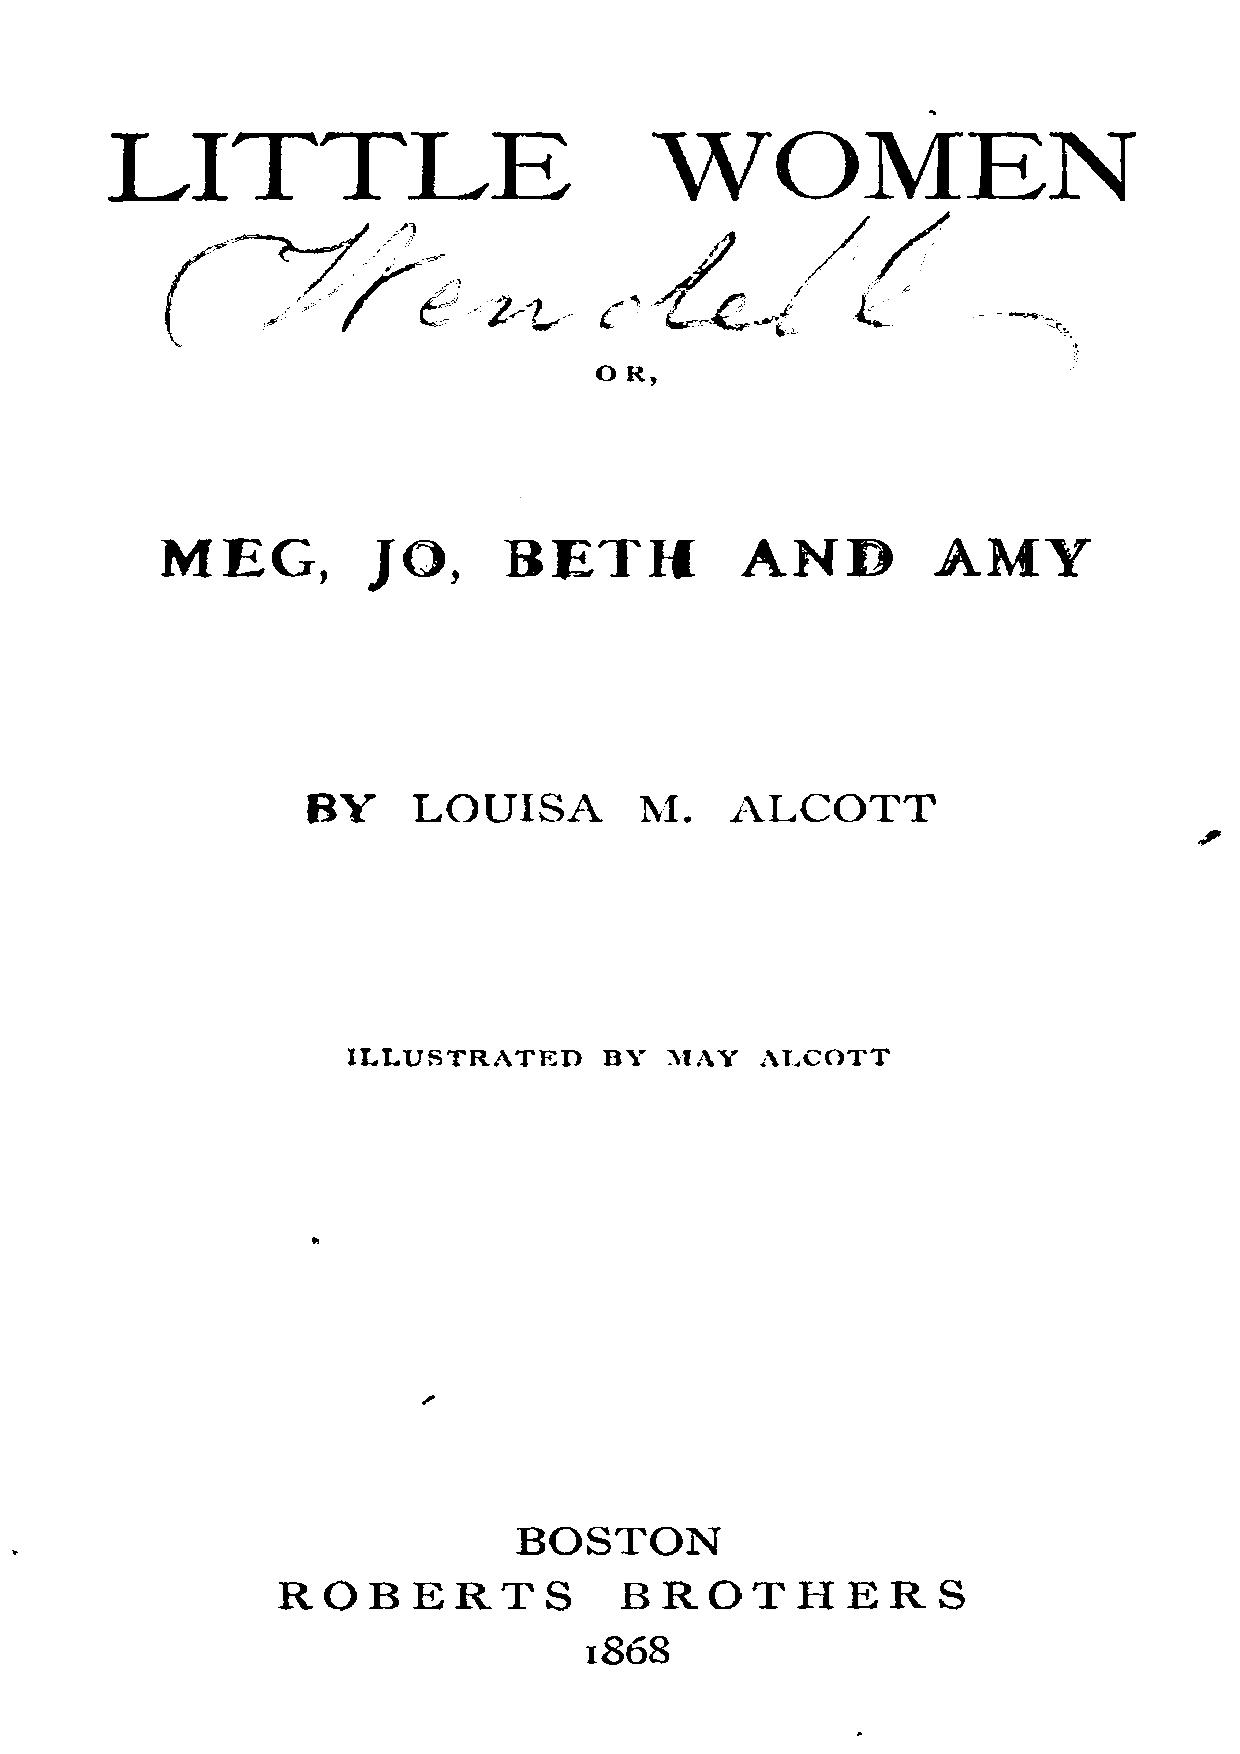 LITTLE WOMEN
Wendell
OR,
MEG, JO, BETH AND AMY
BY LOUISA M. ALCOTT
ILLUSTRATED BY MAY ALCOTT
BOSTON
ROBERTS BROTHERS
1868